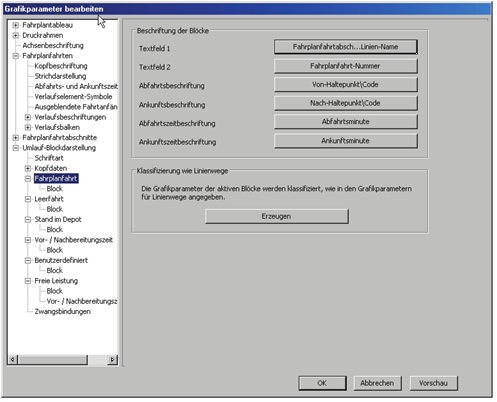 Grafikparameter bearbeiten
Fahrplantableau
Druckrahmen
Achsenbeschriftung
Fahrplanfahrten
Kopfbeschriftung
Strichdarstellung
Abfahrts- und Ankunftszeit
Verlaufselement-Symbole
Ausgeblendete Fahrtanfän
Verlaufsbeschriftungen
Verlaufsbalken
Fahrplanfahrtabschnitte
Umlauf-Blockdarstellung
Schriftart
Kopfdaten
Fahrplanfahrt
Block
Leerfahrt
Block
Stand im Depot
Block
Vor- / Nachbereitungszeit
Block
Benutzerdefiniert
Block
Freie Leistung
Block
Vor- / Nachbereitungsz
Zwangsbindungen
Beschriftung der Blöcke
Textfeld 1 Fahrplanfahrtabsch...Linien-Name
Textfeld 2 Fahrplanfahrt-Nummer
Abfahrtsbeschriftung Von-Haltepunkt\Code
Ankunftsbeschriftung Nach-Haltepunkt\Code
Abfahrtszeitbeschriftung Abfahrtsminute
Ankunftszeitbeschriftung Ankunftsminute
Klassifizierung wie Linienwege
Die Grafikparameter der aktiven Blöcke werden klassifiziert, wie in den Grafikparametern
für Linienwege angegeben.
Erzeugen
OK Abbrechen Vorschau